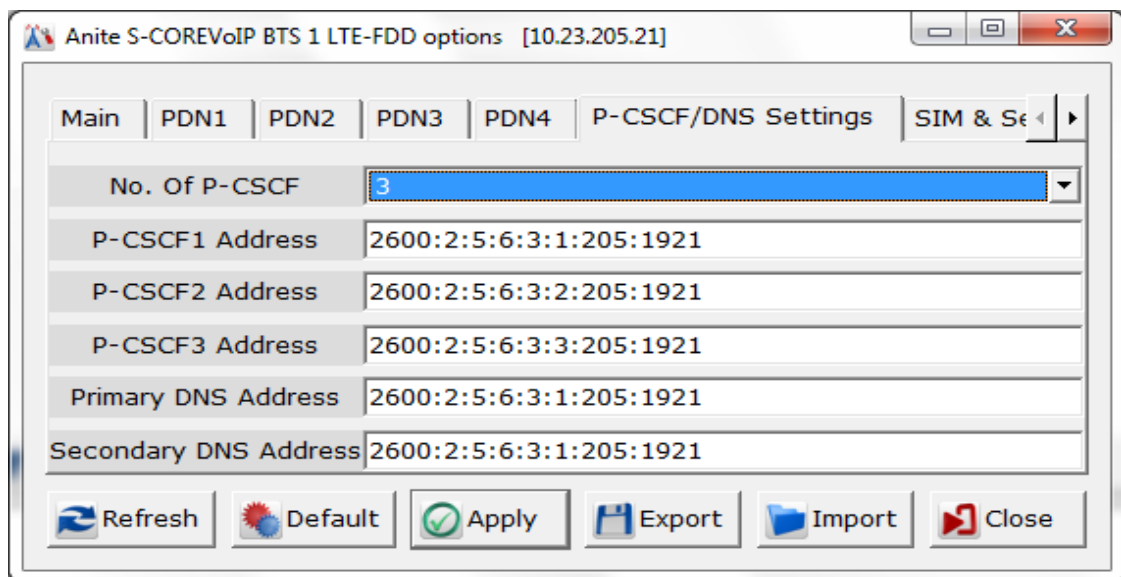 Anite S-COREVoIP BTS 1 LTE-FDD options [10.23.205.21]
Main PDN1 PDN2 PDN3 PDN4 P-CSCF/DNS Settings SIM & Se
No. Of P-CSCF 3
P-CSCF1 Address 2600:2:5:6:3:1:205:1921
P-CSCF2 Address 2600:2:5:6:3:2:205:1921
P-CSCF3 Address 2600:2:5:6:3:3:205:1921
Primary DNS Address 2600:2:5:6:3:1:205:1921
Secondary DNS Address 2600:2:5:6:3:1:205:1921
Refresh Default Apply Export Import Close